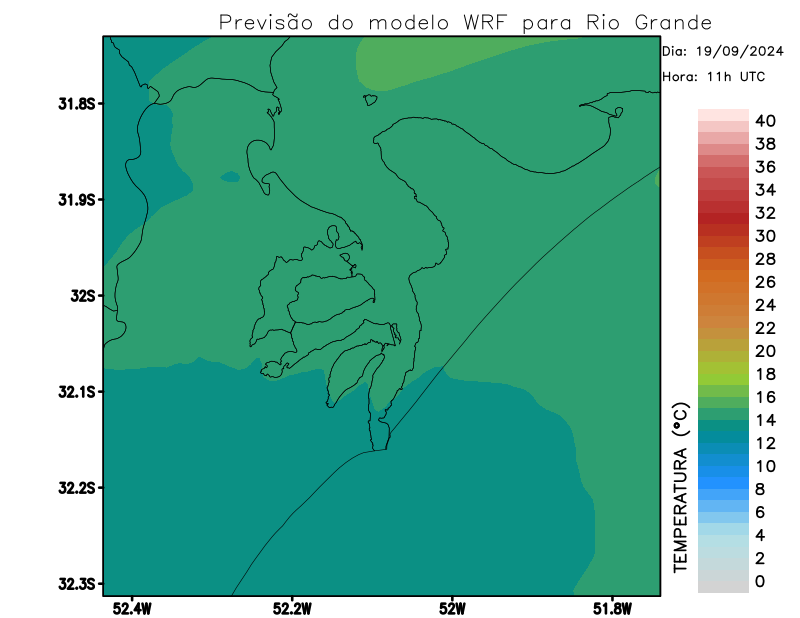 Previsão do modelo WRF para Rio Grande
Dia: 19/09/2024
Hora: 11h UTC
31.8S
31.9S
32S
32.1S
32.2S
32.3S
52.4W
52.2W
52W
51.8W
TEMPERATURA (°C)
40
38
36
34
32
30
28
26
24
22
20
18
16
14
12
10
8
6
4
2
0